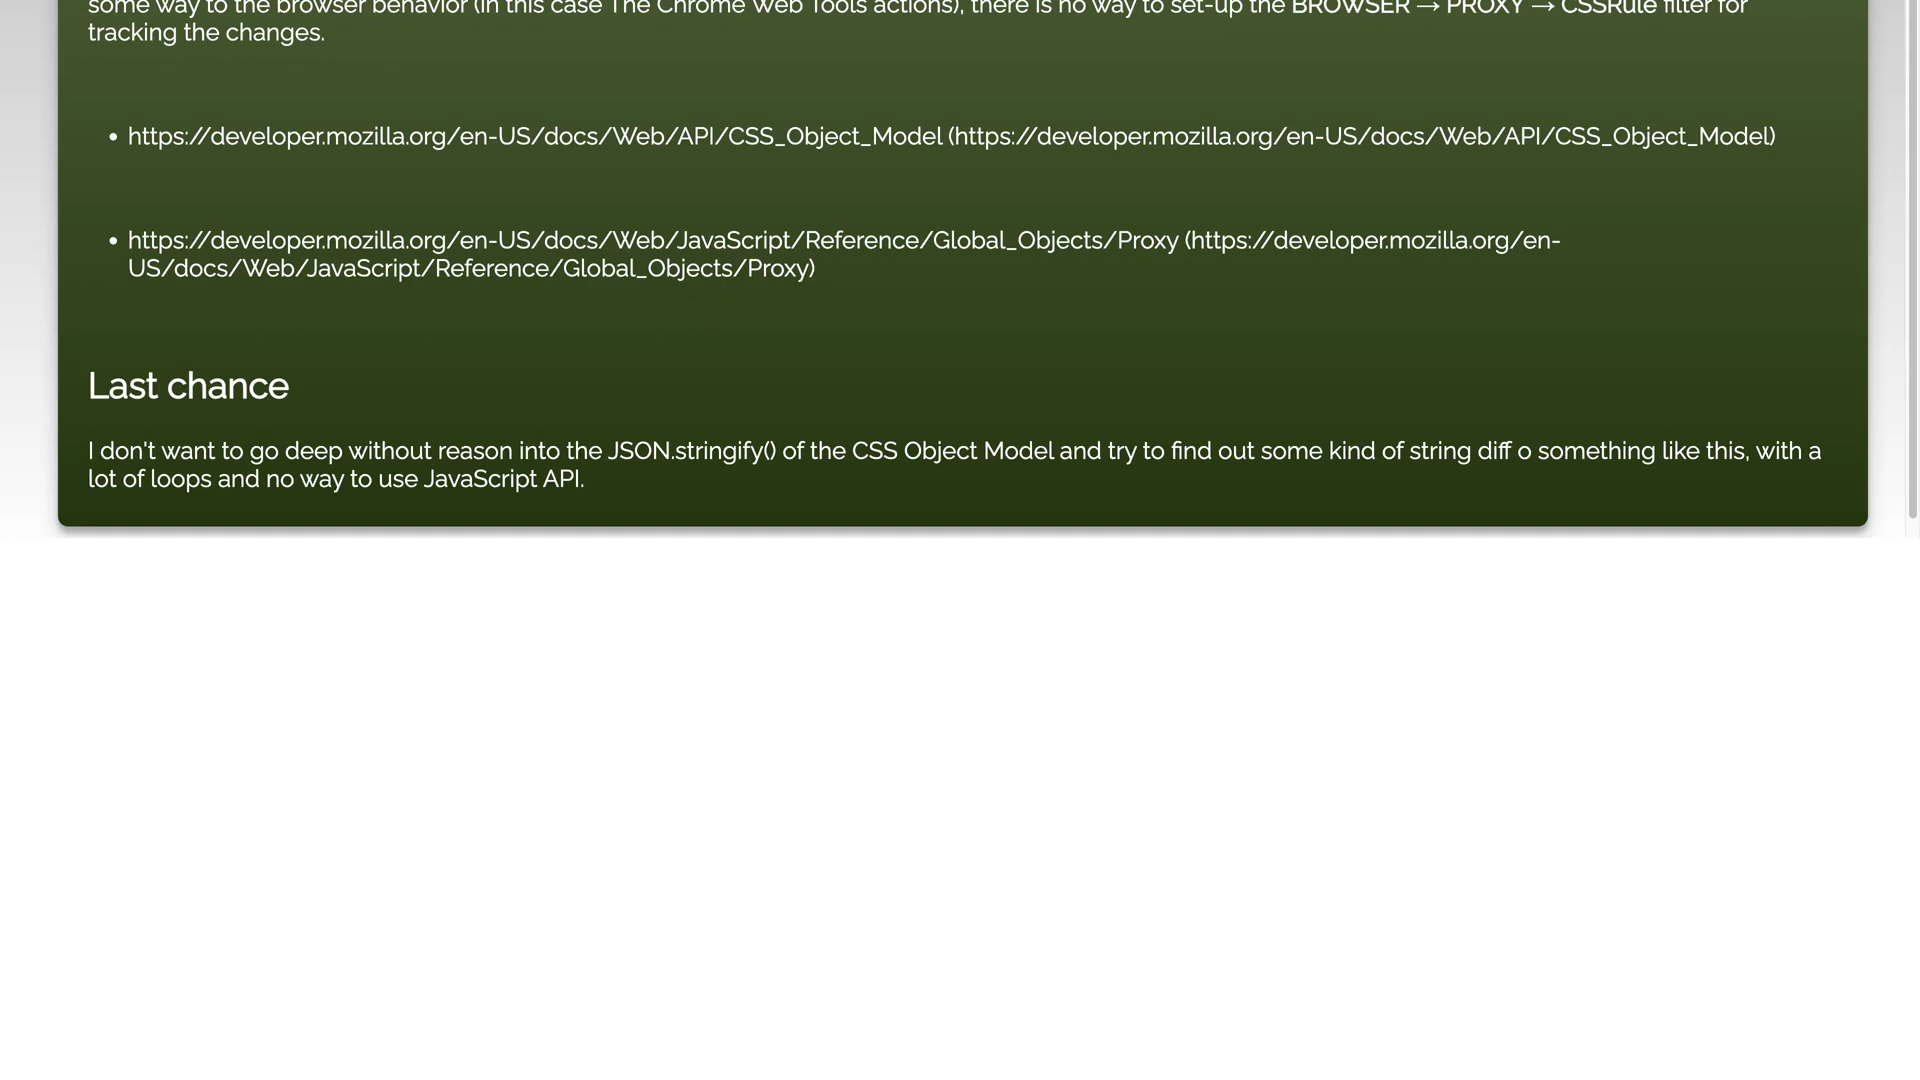 some way to the browser behavior (in this case The Chrome Web Tools actions), there is no way to set-up the BROWSER → PROXY → CSSRule filter for
tracking the changes.
• https://developer.mozilla.org/en-US/docs/Web/API/CSS_Object_Model (https://developer.mozilla.org/en-US/docs/Web/API/CSS_Object_Model)
• https://developer.mozilla.org/en-US/docs/Web/JavaScript/Reference/Global_Objects/Proxy (https://developer.mozilla.org/en-
US/docs/Web/JavaScript/Reference/Global_Objects/Proxy)
Last chance
I don't want to go deep without reason into the JSON.stringify() of the CSS Object Model and try to find out some kind of string diff o something like this, with a
lot of loops and no way to use JavaScript API.